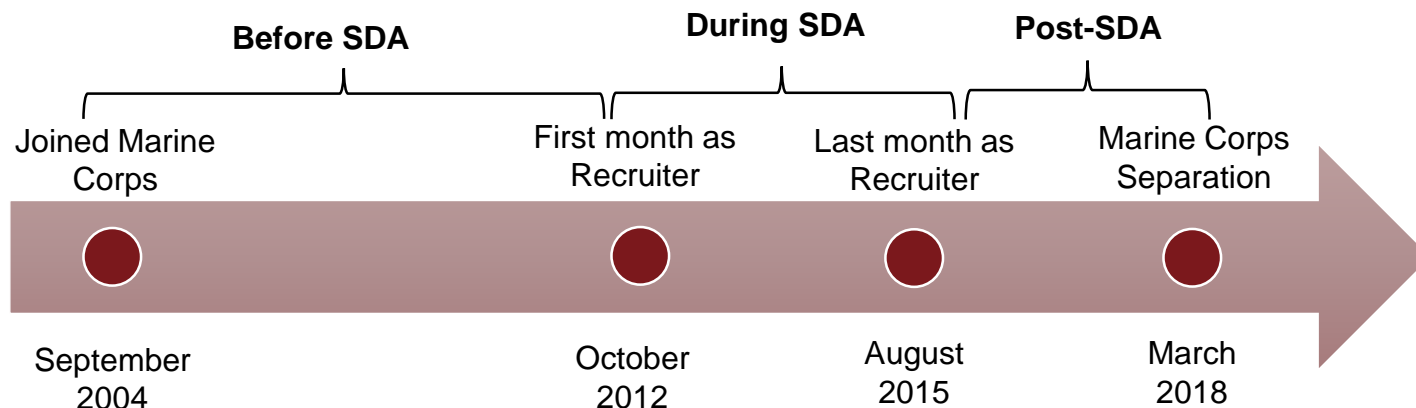 Before SDA
During SDA
Post-SDA
Joined Marine
Corps
First month as
Recruiter
Last month as
Recruiter
Marine Corps
Separation
September
2004
October
2012
August
2015
March
2018